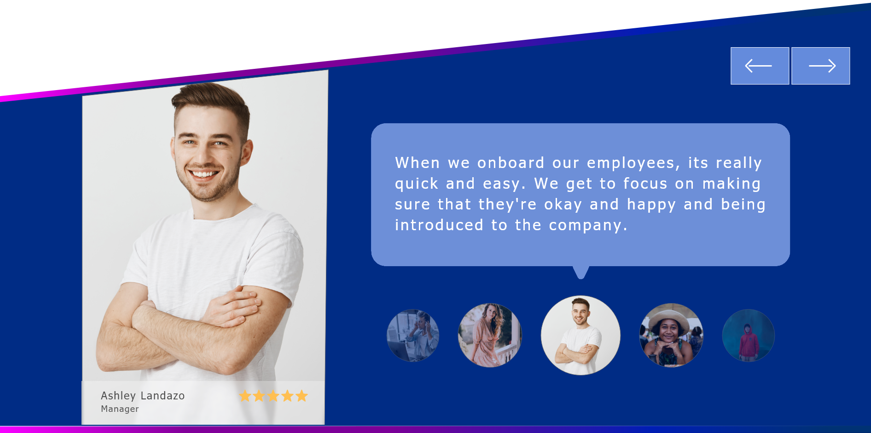 When we onboard our employees, its really
quick and easy. We get to focus on making
sure that they're okay and happy and being
introduced to the company.
Ashley Landazo
Manager